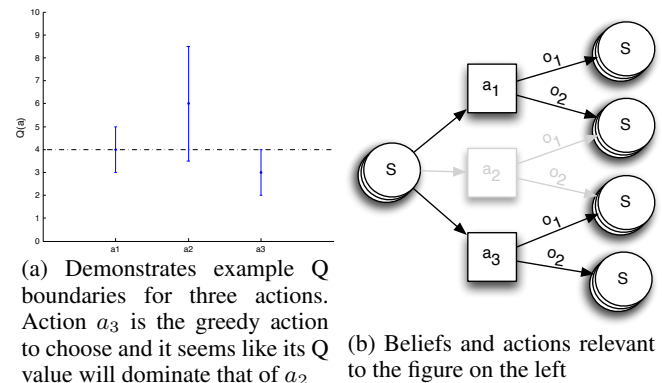 10
9
8
7
6
5
4
3
2
1
0
Q(a)
a1 a2 a3
(a) Demonstrates example Q
boundaries for three actions.
Action a3 is the greedy action
to choose and it seems like its Q
value will dominate that of a2
S
a1
a2
a3
o1
o2
o1
o2
o1
o2
S
S
S
S
(b) Beliefs and actions relevant
to the figure on the left